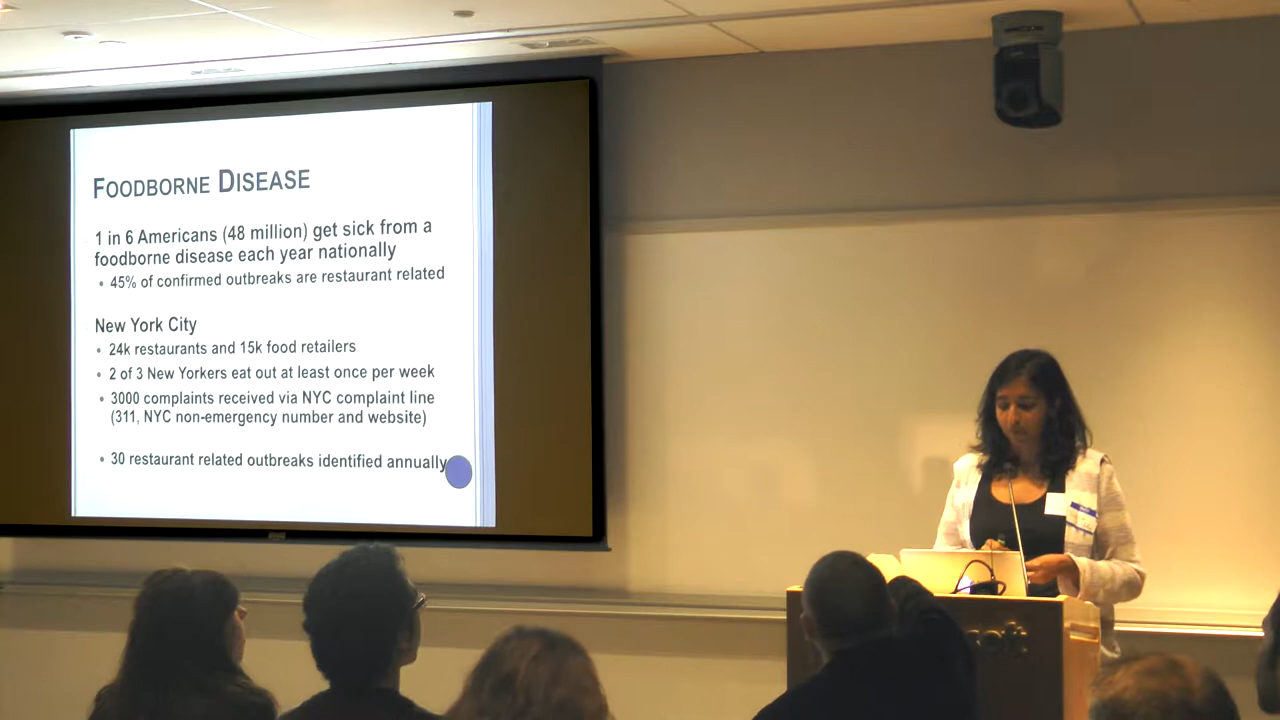 FOODBORNE DISEASE
1 in 6 Americans (48 million) get sick from a
foodborne disease each year nationally
• 45% of confirmed outbreaks are restaurant related
New York City
• 24k restaurants and 15k food retailers
• 2 of 3 New Yorkers eat out at least once per week
• 3000 complaints received via NYC complaint line
(311, NYC non-emergency number and website)
• 30 restaurant related outbreaks identified annually